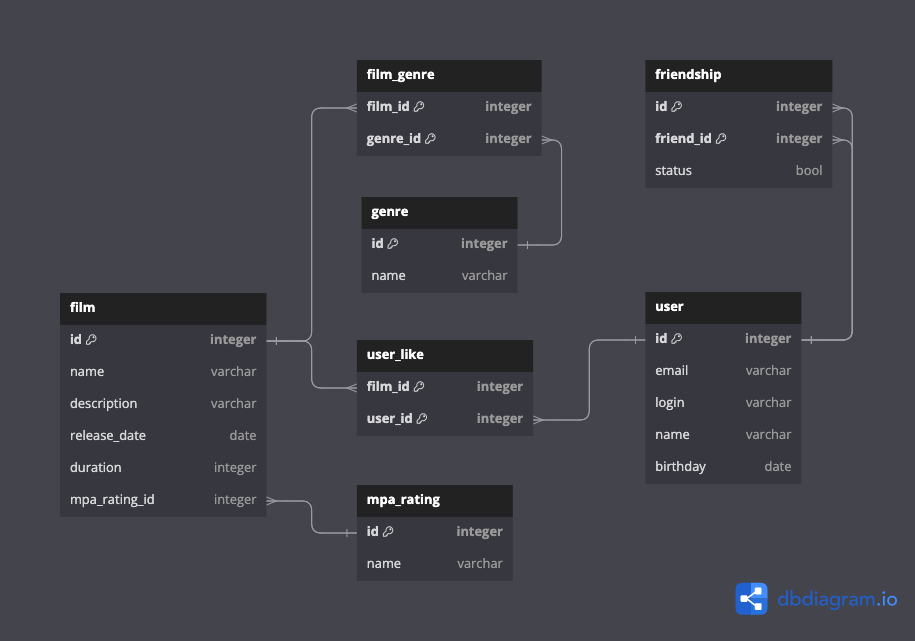 film_genre
film_id integer
genre_id integer
friendship
id integer
friend_id integer
status bool
genre
id integer
name varchar
film
id integer
name varchar
description varchar
release_date date
duration integer
mpa_rating_id integer
user_like
film_id integer
user_id integer
user
id integer
email varchar
login varchar
name varchar
birthday date
mpa_rating
id integer
name varchar
dbdiagram.io